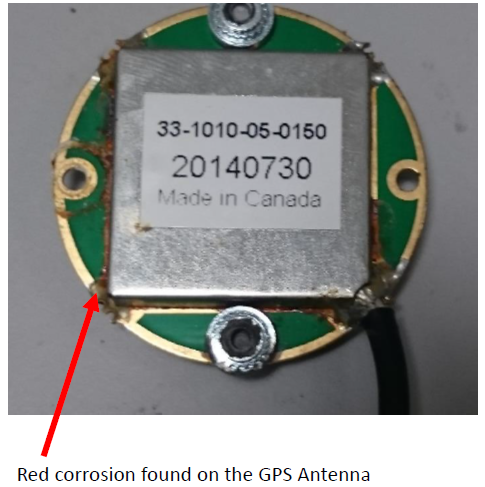 33-1010-05-0150
20140730
Made in Canada
Red corrosion found on the GPS Antenna